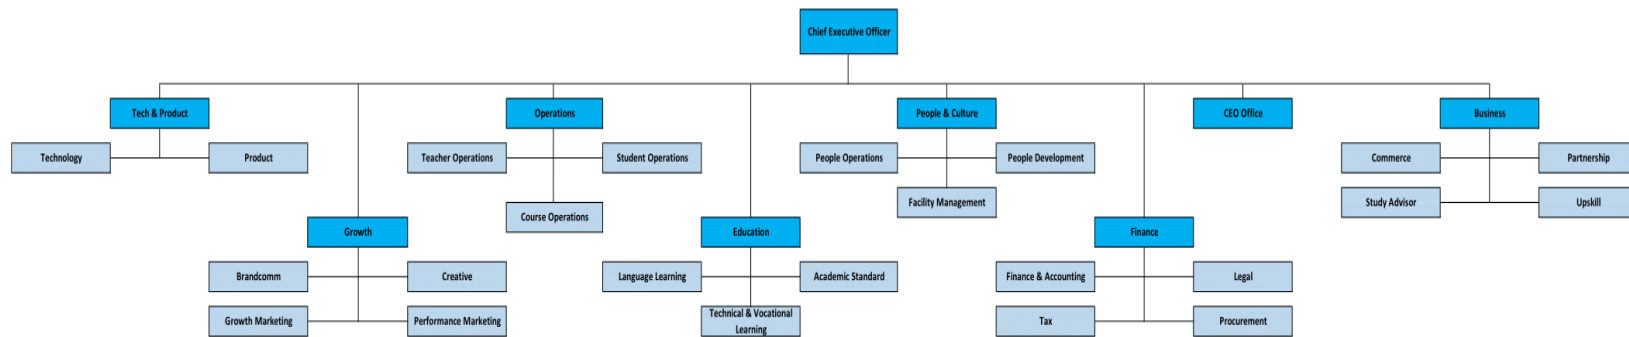 Chief Executive Officer
Tech & Product
Operations
People & Culture
CEO Office
Business
Technology
Product
Teacher Operations
Student Operations
People Operations
People Development
Commerce
Partnership
Course Operations
Facility Management
Study Advisor
Upskill
Growth
Education
Finance
Brandcomm
Creative
Language Learning
Academic Standard
Finance & Accounting
Legal
Growth Marketing
Performance Marketing
Technical & Vocational
Learning
Tax
Procurement